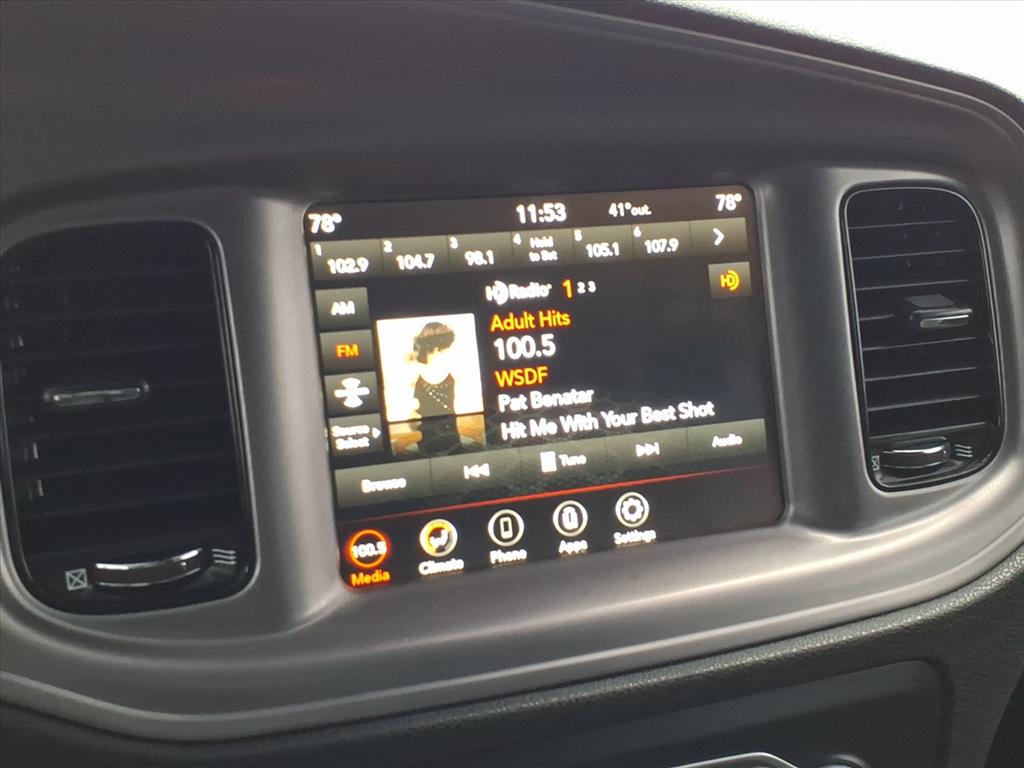 78° 11:53 41°out. 78°
1 102.9 2 104.7 3 98.1 4 Hold to Set 5 105.1 6 107.9
HD Radio 1 2 3 HD
AM
Adult Hits
FM
100.5
WSDF
Pat Benatar
Source Select
Hit Me With Your Best Shot
Browse Tune Audio
100.5
Media Climate Phone Apps Settings